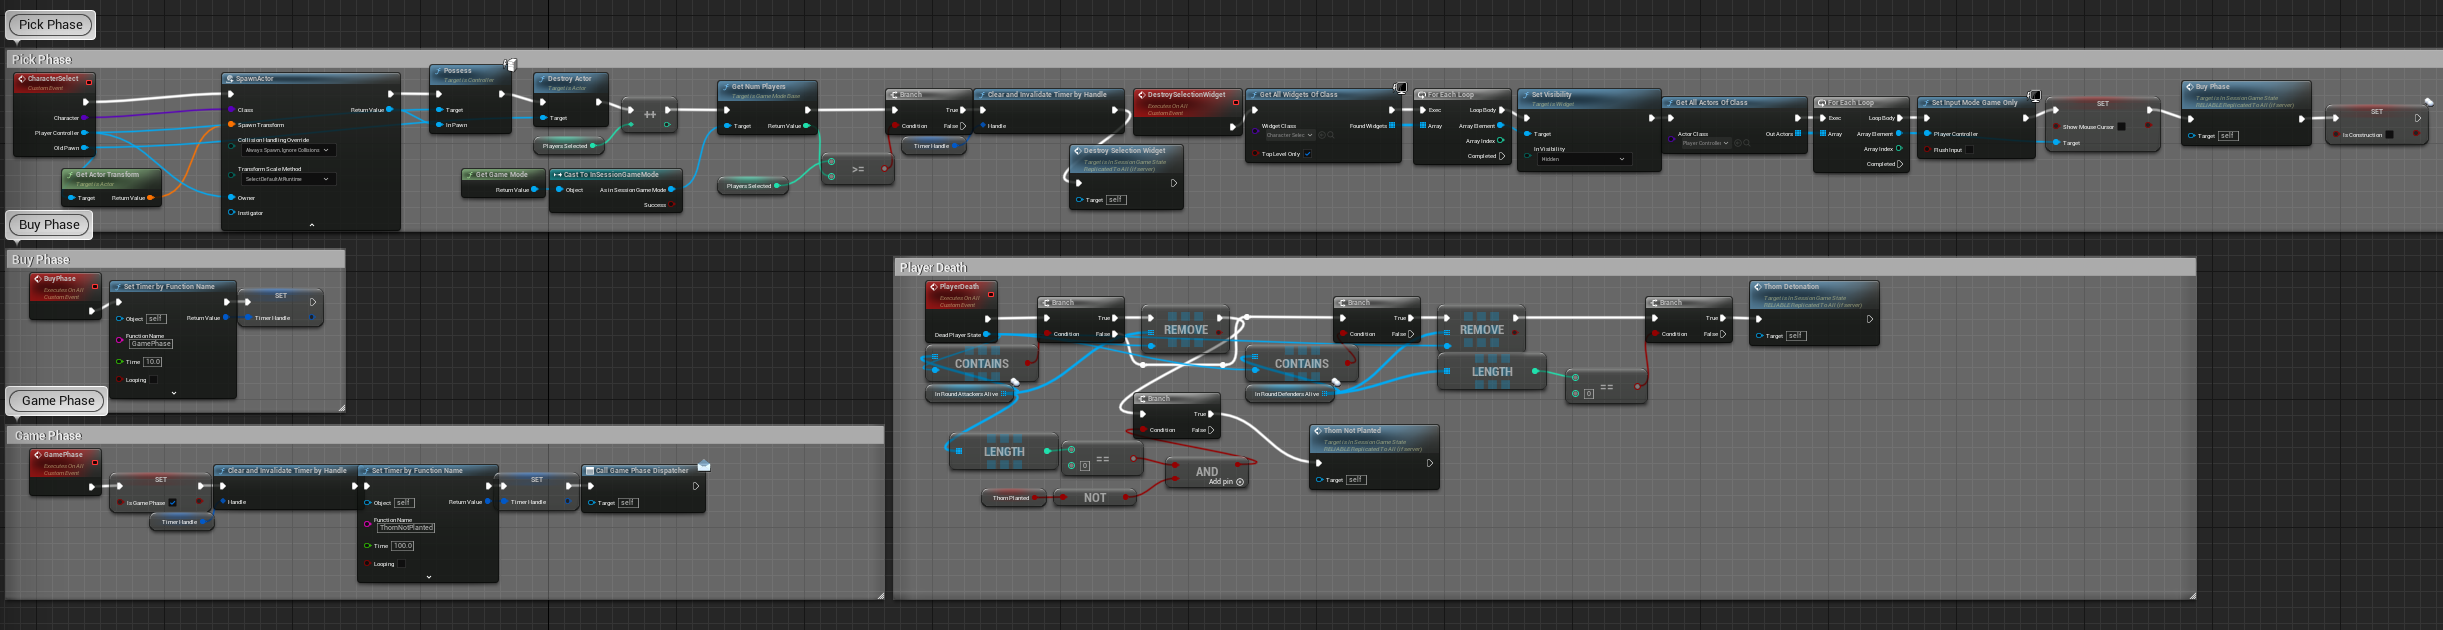 Pick Phase
Pick Phase
CharacterSelect
Custom Event
Character
Player Controller
Old Pawn
Get Actor Transform
Target is Actor
Target
Return Value
SpawnActor
Class
Return Value
Spawn Transform
Collision Handling Override
Always Spawn, Ignore Collisions
Transform Scale Method
Select Default at Runtime
Owner
Instigator
Possess
Target is Controller
Target
In Pawn
Destroy Actor
Target is Actor
Target
Players Selected
++
Get Game Mode
Return Value
Cast To InSessionGameMode
Object
As In Session Game Mode
Success
Get Num Players
Target is Game Mode Base
Target
Return Value
Players Selected
>=
Branch
True
Condition
False
Timer Handle
Clear and Invalidate Timer by Handle
Handle
Destroy Selection Widget
Target is In Session Game State
Replicated To All (if server)
Target
self
DestroySelectionWidget
Executes On All
Custom Event
Get All Widgets Of Class
Widget Class
Character Selec
Found Widgets
Top Level Only
For Each Loop
Exec
Loop Body
Array
Array Element
Array Index
Completed
Set Visibility
Target is Widget
Target
In Visibility
Hidden
Get All Actors Of Class
Actor Class
Player Controller
Out Actors
For Each Loop
Exec
Loop Body
Array
Array Element
Array Index
Completed
Set Input Mode Game Only
Player Controller
Flush Input
SET
Show Mouse Cursor
Target
Buy Phase
Target is In Session Game State
RELIABLE Replicated To All (if server)
Target
self
SET
Is Construction
Buy Phase
Buy Phase
BuyPhase
Executes On All
Custom Event
Set Timer by Function Name
Object
self
Return Value
Function Name
GamePhase
Time
10.0
Looping
SET
Timer Handle
Game Phase
Game Phase
GamePhase
Executes On All
Custom Event
SET
Is Game Phase
Timer Handle
Clear and Invalidate Timer by Handle
Handle
Set Timer by Function Name
Object
self
Return Value
Function Name
ThornNotPlanted
Time
100.0
Looping
SET
Timer Handle
Call Game Phase Dispatcher
Target
self
Player Death
PlayerDeath
Executes On All
Custom Event
Dead Player State
CONTAINS
In Round Attackers Alive
Branch
True
Condition
False
REMOVE
CONTAINS
In Round Defenders Alive
Branch
True
Condition
False
REMOVE
LENGTH
==
0
Branch
True
Condition
False
Thorn Detonation
Target is In Session Game State
RELIABLE Replicated To All (if server)
Target
self
LENGTH
==
0
Thorn Planted
NOT
AND
Add pin
Branch
True
Condition
False
Thorn Not Planted
Target is In Session Game State
RELIABLE Replicated To All (if server)
Target
self